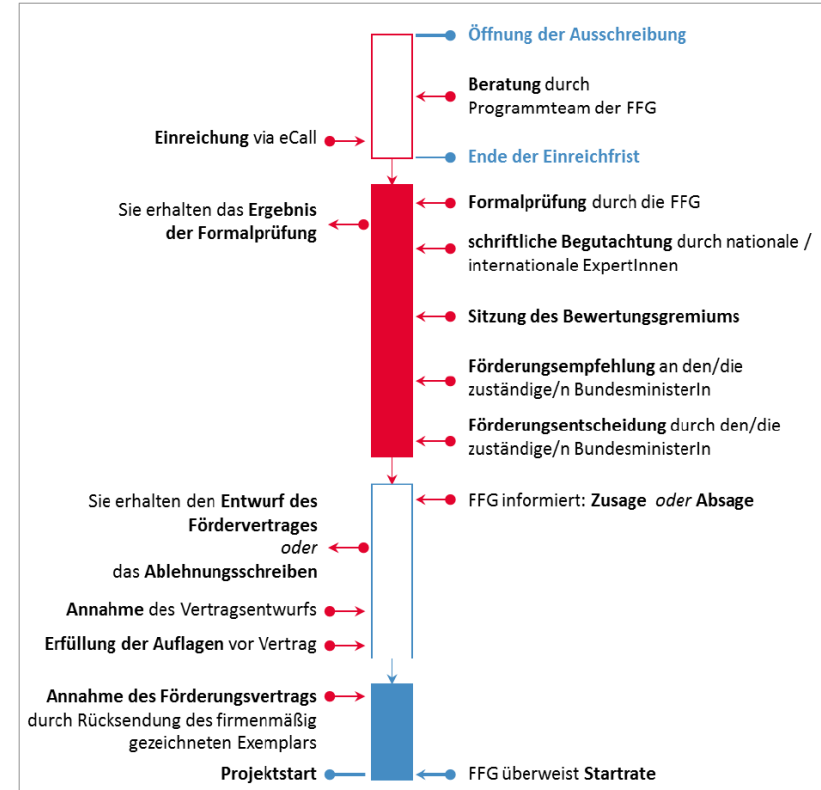 Öffnung der Ausschreibung
Beratung durch
Programmteam der FFG
Einreichung via eCall
Ende der Einreichfrist
Formalprüfung durch die FFG
Sie erhalten das Ergebnis
der Formalprüfung
schriftliche Begutachtung durch nationale /
internationale ExpertInnen
Sitzung des Bewertungsgremiums
Förderungsempfehlung an den/die
zuständige/n BundesministerIn
Förderungsentscheidung durch den/die
zuständige/n BundesministerIn
FFG informiert: Zusage oder Absage
Sie erhalten den Entwurf des
Fördervertrages
oder
das Ablehnungsschreiben
Annahme des Vertragsentwurfs
Erfüllung der Auflagen vor Vertrag
Annahme des Förderungsvertrags
durch Rücksendung des firmenmäßig
gezeichneten Exemplars
Projektstart
FFG überweist Startrate